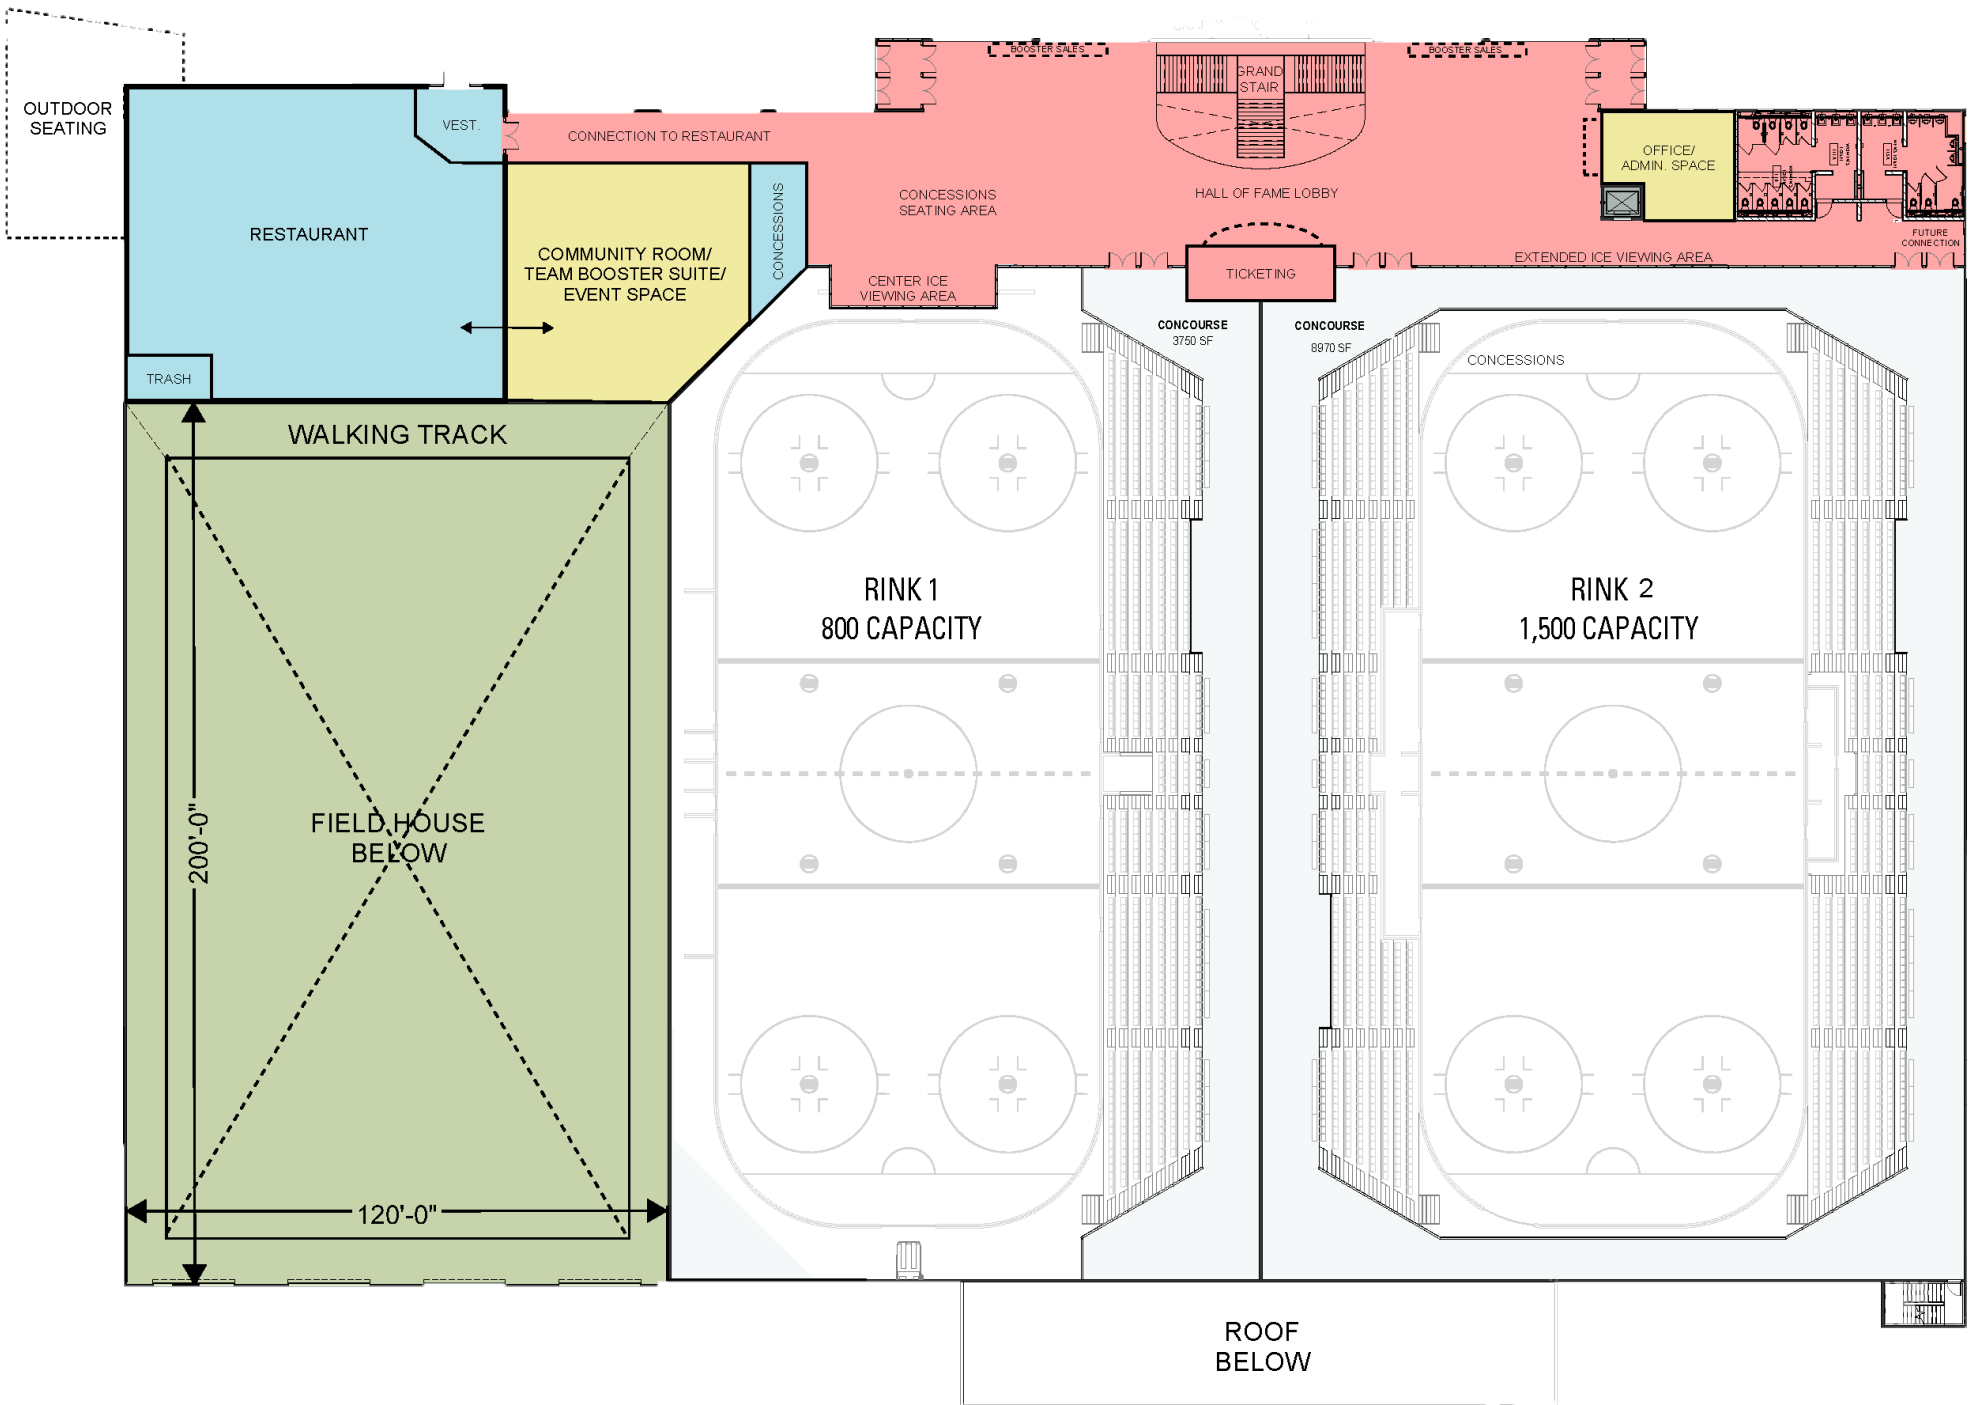 BOOSTER SALES
BOOSTER SALES
GRAND
STAIR
OUTDOOR
SEATING
VEST.
CONNECTION TO RESTAURANT
OFFICE/
ADMIN. SPACE
CONCESSIONS
SEATING AREA
HALL OF FAME LOBBY
RESTAURANT
CONCESSIONS
COMMUNITY ROOM/
TEAM BOOSTER SUITE/
EVENT SPACE
FUTURE
CONNECTION
EXTENDED ICE VIEWING AREA
TICKETING
CENTER ICE
VIEWING AREA
CONCOURSE
3750 SF
CONCOURSE
8970 SF
CONCESSIONS
TRASH
WALKING TRACK
RINK 1
800 CAPACITY
RINK 2
1,500 CAPACITY
FIELD HOUSE
BELOW
200'-0"
120'-0"
ROOF
BELOW